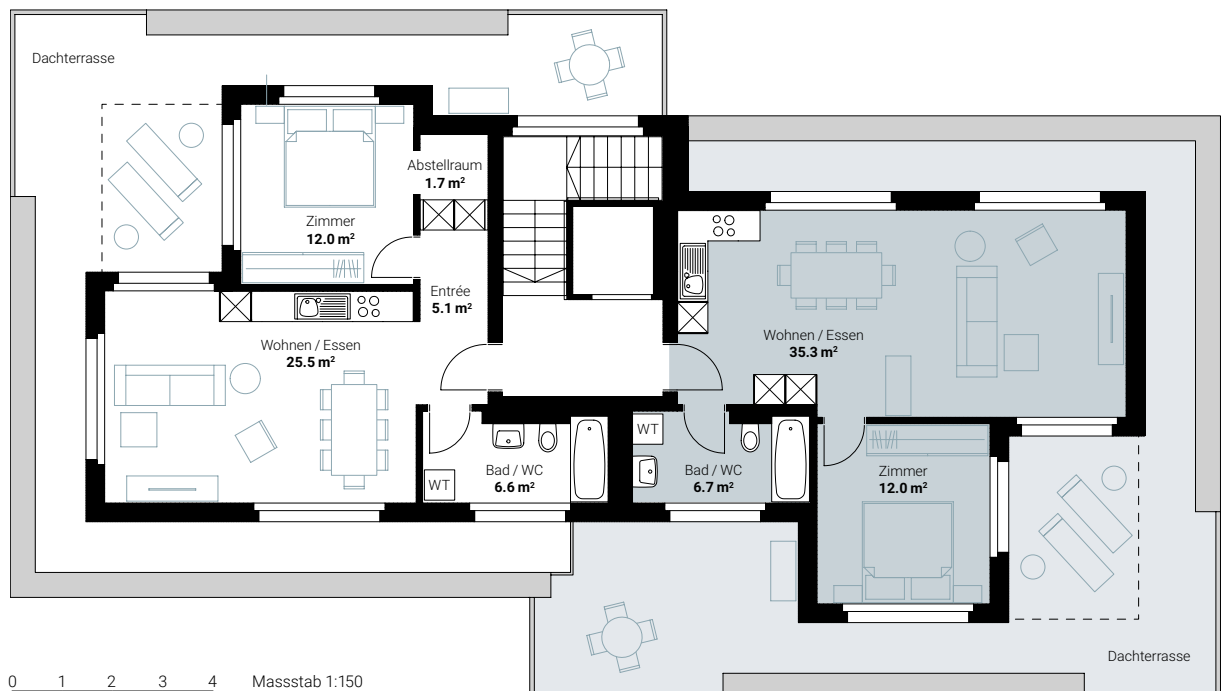 Dachterrasse
Abstellraum
1.7 m²
Zimmer
12.0 m²
Entrée
5.1 m²
Wohnen / Essen
25.5 m²
Wohnen / Essen
35.3 m²
WT
Bad / WC
6.6 m²
WT
Bad / WC
6.7 m²
Zimmer
12.0 m²
Dachterrasse
0 1 2 3 4 Massstab 1:150